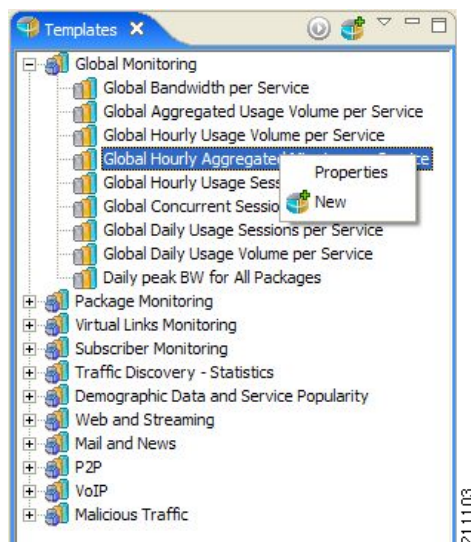 Templates
Global Monitoring
Global Bandwidth per Service
Global Aggregated Usage Volume per Service
Global Hourly Usage Volume per Service
Global Hourly Aggregated
Properties
Global Hourly Usage
New
Global Concurrent
Global Daily Usage Sessions per Service
Global Daily Usage Volume per Service
Daily peak BW for All Packages
Package Monitoring
Virtual Links Monitoring
Subscriber Monitoring
Traffic Discovery - Statistics
Demographic Data and Service Popularity
Web and Streaming
Mail and News
P2P
VoIP
Malicious Traffic
211103